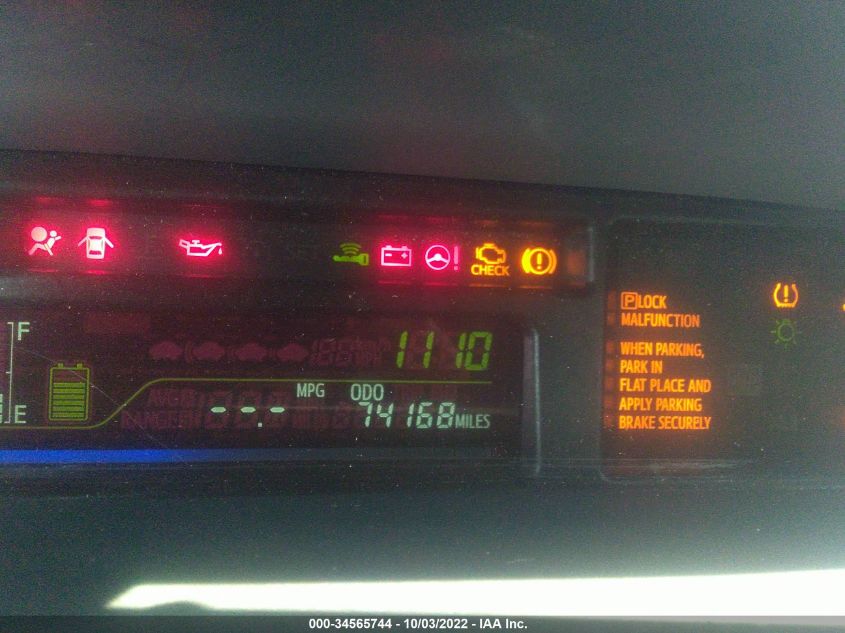 CHECK
P LOCK
MALFUNCTION
WHEN PARKING,
PARK IN
FLAT PLACE AND
APPLY PARKING
BRAKE SECURELY
F
E
11 10
MPG ODO
--.- 74168 MILES
000-34565744 - 10/03/2022 - IAA Inc.